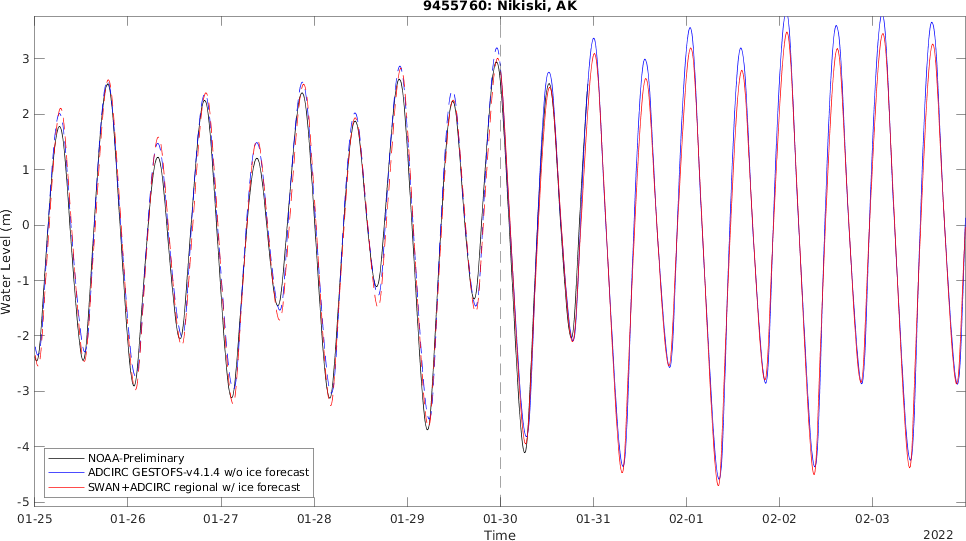 9455760: Nikiski, AK
Water Level (m)
3
2
1
0
-1
-2
-3
-4
-5
NOAA-Preliminary
ADCIRC GESTOFS-v4.1.4 w/o ice forecast
SWAN+ADCIRC regional w/ ice forecast
01-25 01-26 01-27 01-28 01-29 01-30 01-31 02-01 02-02 02-03
Time
2022